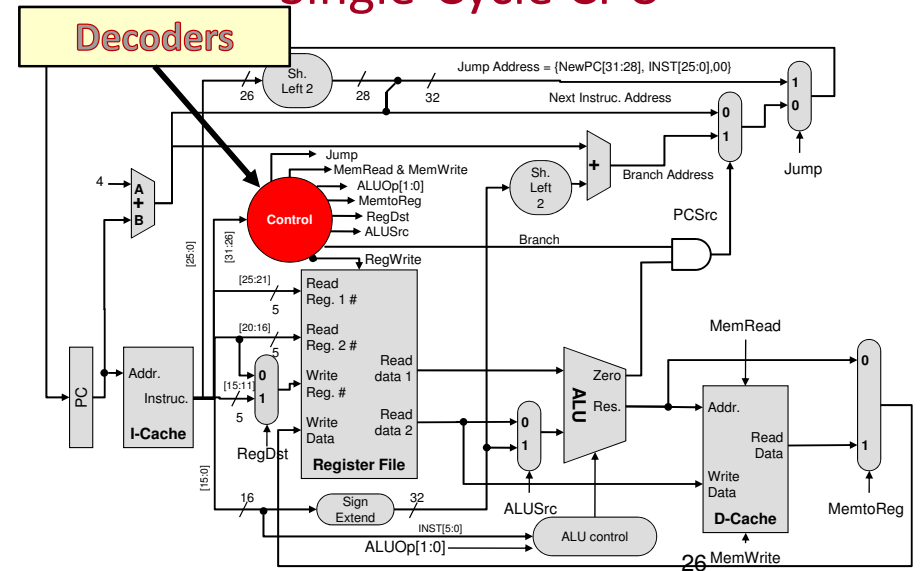 Single-Cycle CPU
Decoders
Jump Address = {NewPC[31:28], INST[25:0],00}
Sh.
Left 2
26
28
32
1
0
Next Instruc. Address
0
1
Jump
Jump
MemRead & MemWrite
ALUOp[1:0]
MemtoReg
RegDst
ALUSrc
Control
4
A
+
B
+
Sh.
Left
2
Branch Address
PCSrc
Branch
RegWrite
[25:0]
[31:26]
[25:21]
5
[20:16]
5
[15:11]
5
0
1
RegDst
[15:0]
PC
Addr.
Instruc.
I-Cache
Read
Reg. 1 #
Read
Reg. 2 #
Write
Reg. #
Write
Data
Read
data 1
Read
data 2
Register File
0
1
ALUSrc
ALU
Zero
Res.
MemRead
Addr.
Read
Data
Write
Data
D-Cache
0
1
MemtoReg
16
Sign
Extend
32
INST[5:0]
ALUOp[1:0]
ALU control
26
MemWrite